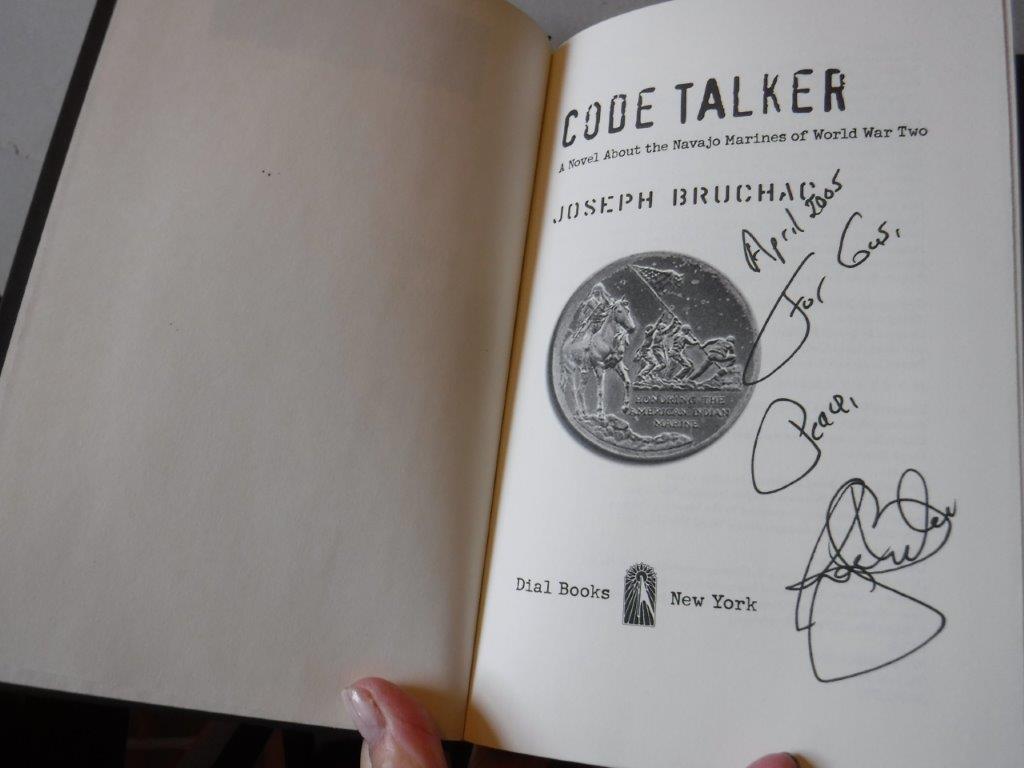 CODE TALKER
A Novel About the Navajo Marines of World War Two
JOSEPH BRUCHAC
April 2005
For Gus,
HONORING THE
AMERICAN INDIAN
MARINE
Peace,
Dial Books New York